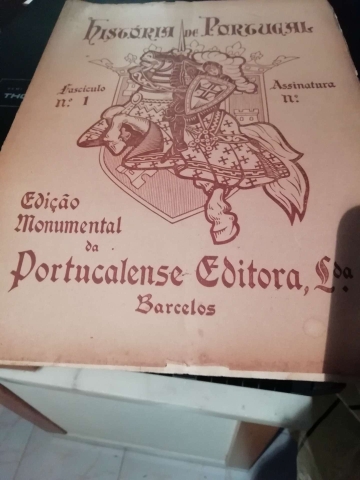 História de Portugal
Fascículo
n.º 1
Assinatura
n.º
Edição
Monumental
da
Portucalense Editora, L.da
Barcelos